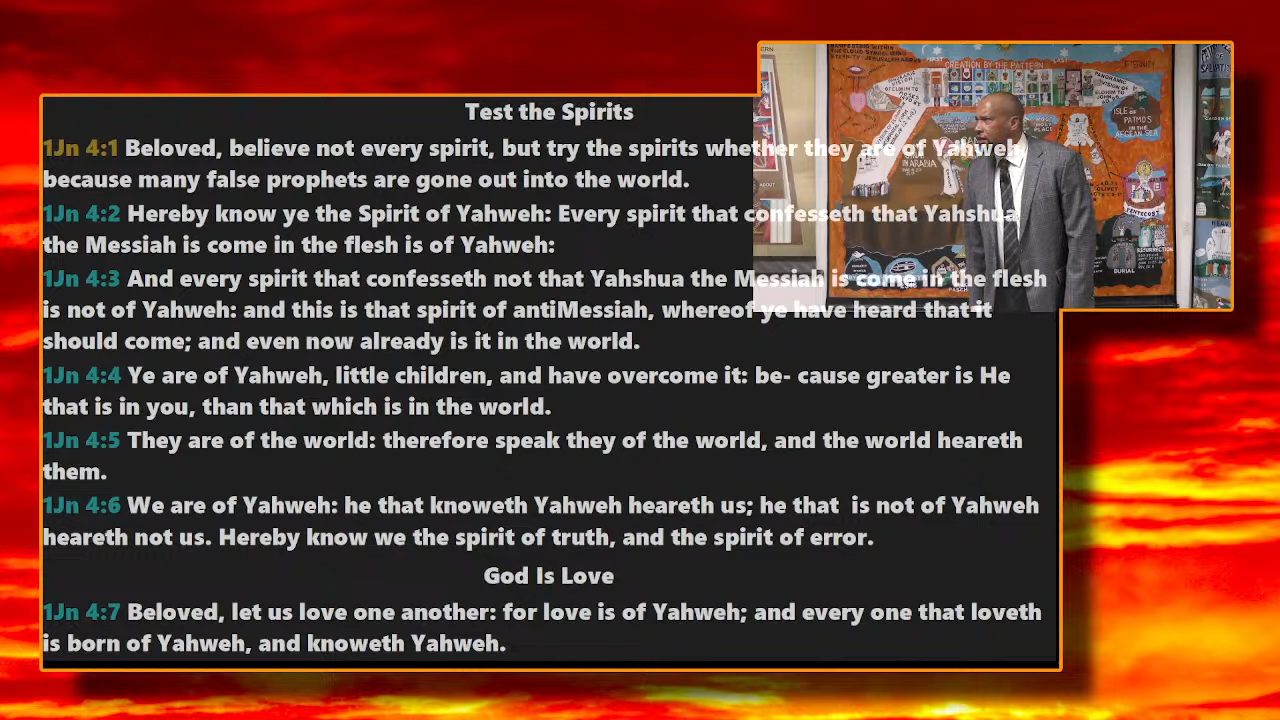 Test the Spirits
1Jn 4:1 Beloved, believe not every spirit, but try the spirits whether they are of Yahweh,
because many false prophets are gone out into the world.
1Jn 4:2 Hereby know ye the Spirit of Yahweh: Every spirit that confesseth that Yahshua
the Messiah is come in the flesh is of Yahweh:
1Jn 4:3 And every spirit that confesseth not that Yahshua the Messiah is come in the flesh
is not of Yahweh: and this is that spirit of antiMessiah, whereof ye have heard that it
should come; and even now already is it in the world.
1Jn 4:4 Ye are of Yahweh, little children, and have overcome it: be- cause greater is He
that is in you, than that which is in the world.
1Jn 4:5 They are of the world: therefore speak they of the world, and the world heareth
them.
1Jn 4:6 We are of Yahweh: he that knoweth Yahweh heareth us; he that  is not of Yahweh
heareth not us. Hereby know we the spirit of truth, and the spirit of error.
God Is Love
1Jn 4:7 Beloved, let us love one another: for love is of Yahweh; and every one that loveth
is born of Yahweh, and knoweth Yahweh.
CREATION BY THE PATTERN
ETERNITY
ISLE OF
PATMOS
IN THE
AEGEAN SEA
PENTECOST
RESURRECTION
BURIAL